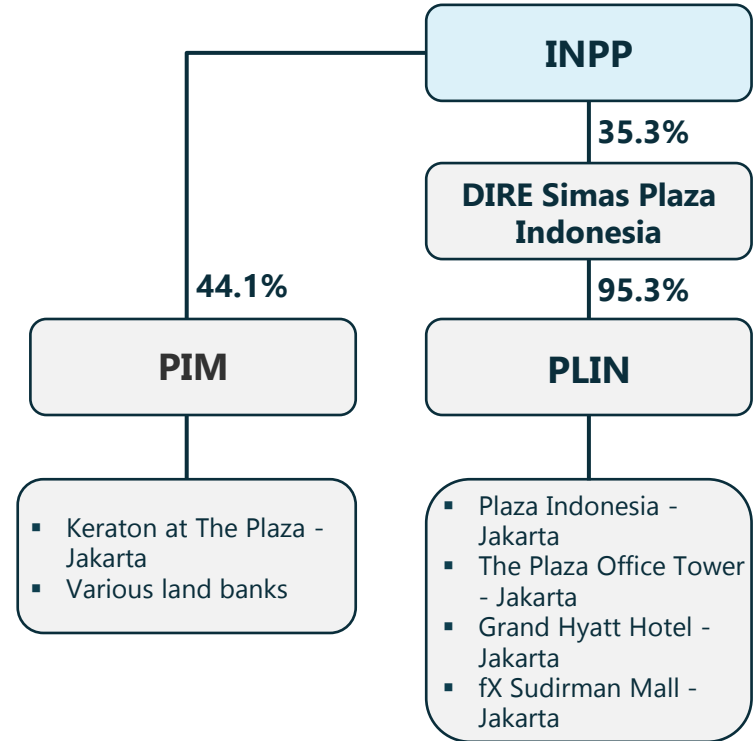 INPP
35.3%
DIRE Simas Plaza
Indonesia
44.1%
95.3%
PIM
PLIN
▪ Keraton at The Plaza -
Jakarta
▪ Various land banks
▪ Plaza Indonesia -
Jakarta
▪ The Plaza Office Tower
- Jakarta
▪ Grand Hyatt Hotel -
Jakarta
▪ fX Sudirman Mall -
Jakarta